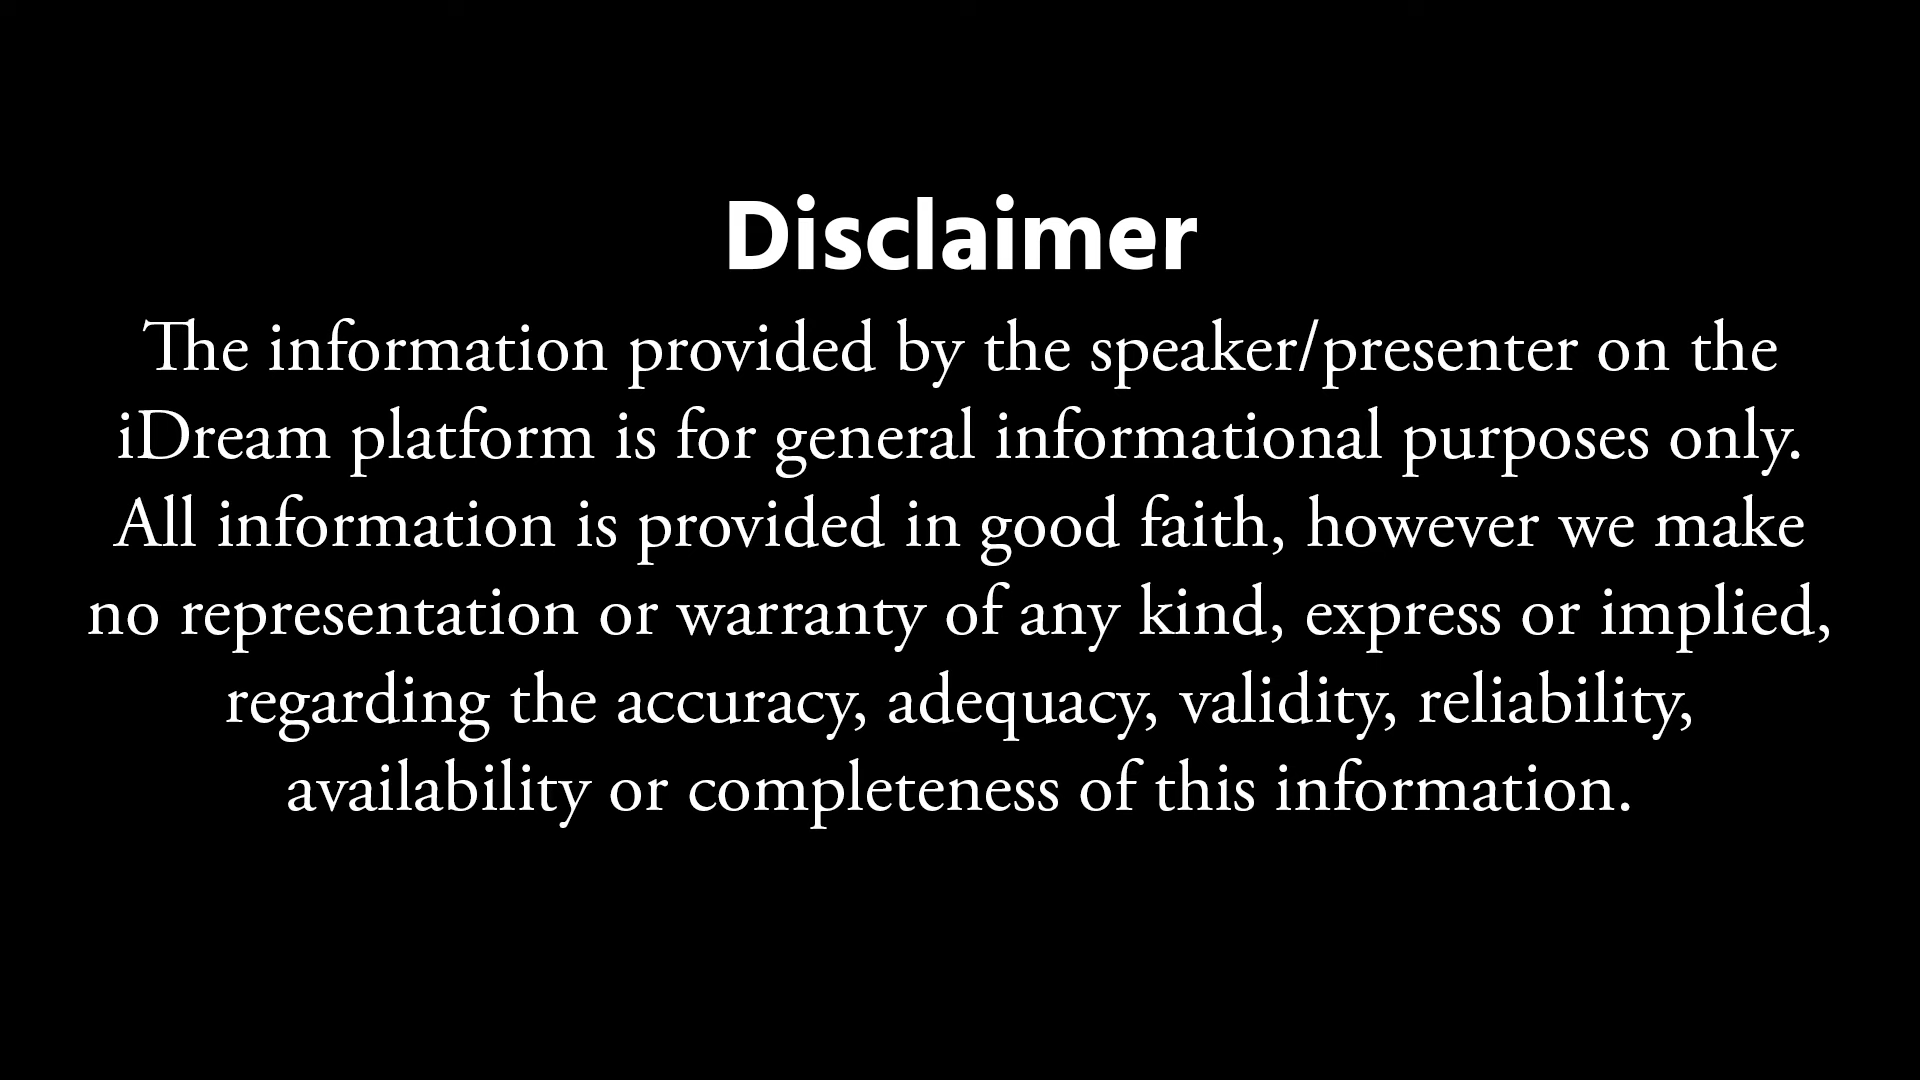 Disclaimer
The information provided by the speaker/presenter on the
iDream platform is for general informational purposes only.
All information is provided in good faith, however we make
no representation or warranty of any kind, express or implied,
regarding the accuracy, adequacy, validity, reliability,
availability or completeness of this information.